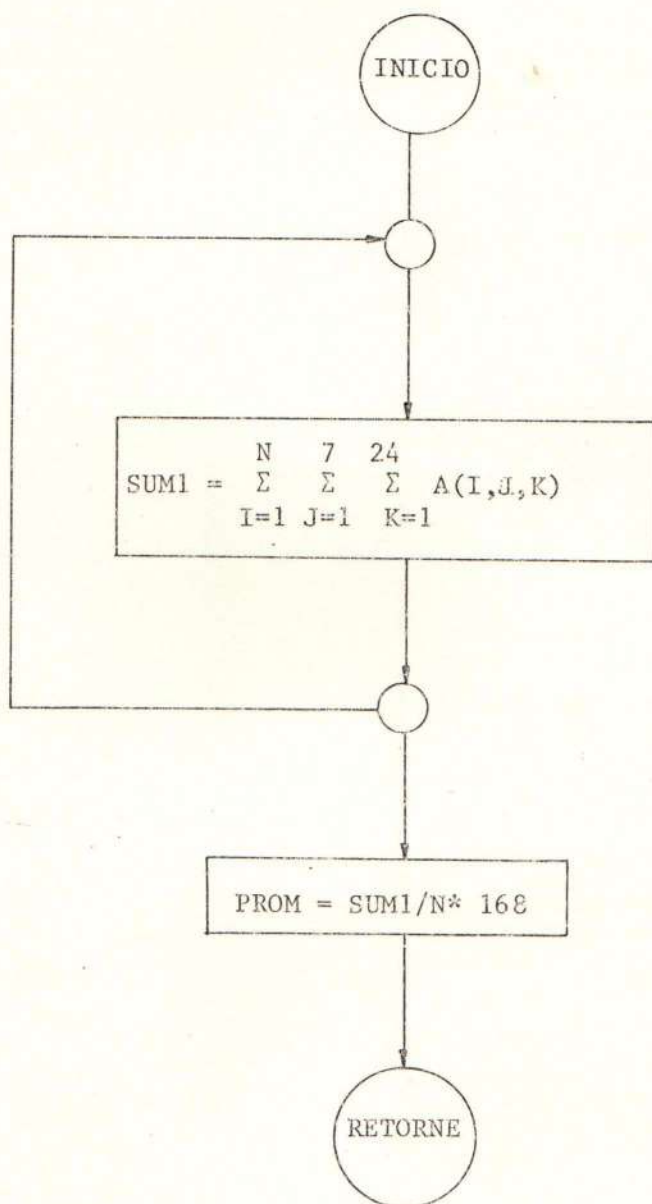 INICIO
N 7 24
SUM1 = Σ Σ Σ A(I,J,K)
I=1 J=1 K=1
PROM = SUM1/N* 168
RETORNE